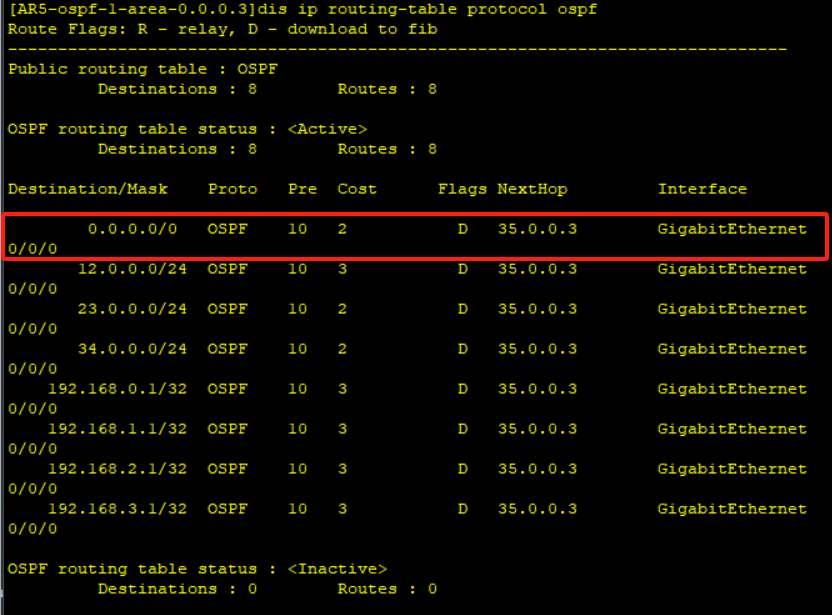 [AR5-ospf-1-area-0.0.0.3]dis ip routing-table protocol ospf
Route Flags: R - relay, D - download to fib
------------------------------------------------------------------------------
Public routing table : OSPF
         Destinations : 8        Routes : 8
OSPF routing table status : <Active>
         Destinations : 8        Routes : 8
Destination/Mask    Proto   Pre  Cost      Flags NextHop         Interface
        0.0.0.0/0   OSPF    10   2           D   35.0.0.3        GigabitEthernet
0/0/0
       12.0.0.0/24  OSPF    10   3           D   35.0.0.3        GigabitEthernet
0/0/0
       23.0.0.0/24  OSPF    10   2           D   35.0.0.3        GigabitEthernet
0/0/0
       34.0.0.0/24  OSPF    10   2           D   35.0.0.3        GigabitEthernet
0/0/0
    192.168.0.1/32  OSPF    10   3           D   35.0.0.3        GigabitEthernet
0/0/0
    192.168.1.1/32  OSPF    10   3           D   35.0.0.3        GigabitEthernet
0/0/0
    192.168.2.1/32  OSPF    10   3           D   35.0.0.3        GigabitEthernet
0/0/0
    192.168.3.1/32  OSPF    10   3           D   35.0.0.3        GigabitEthernet
0/0/0
OSPF routing table status : <Inactive>
         Destinations : 0        Routes : 0